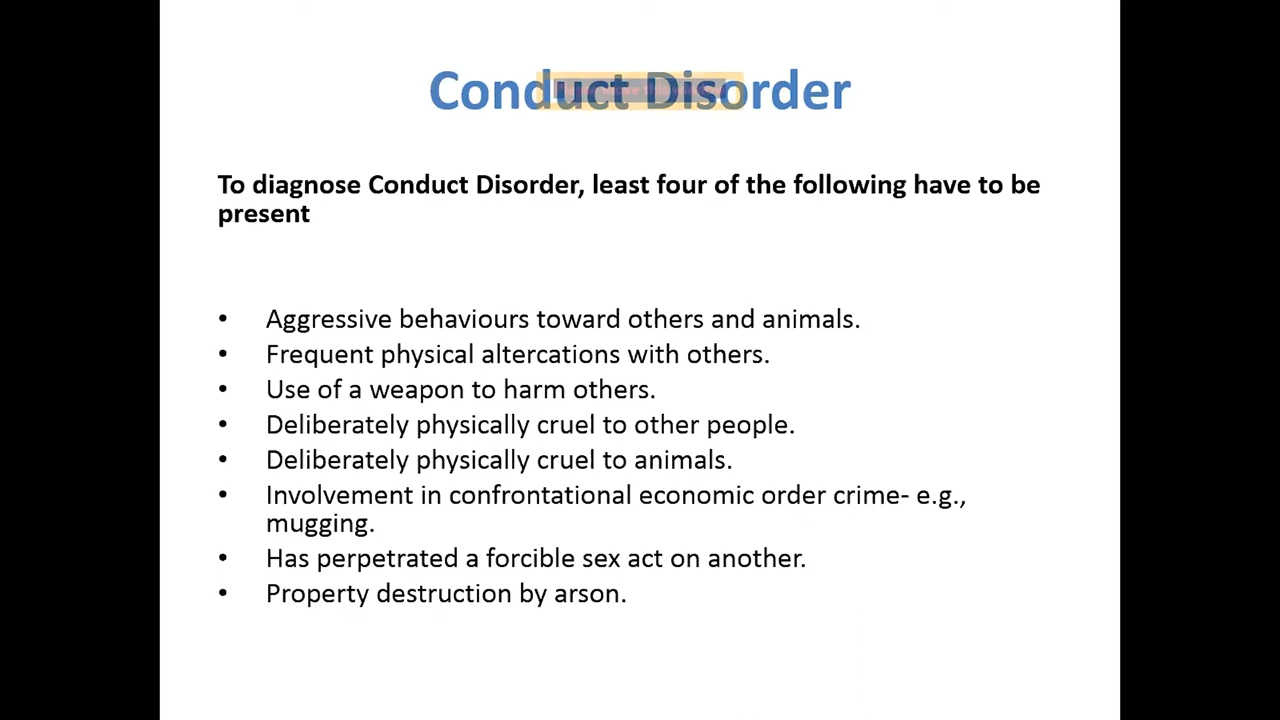 Conduct Disorder
To diagnose Conduct Disorder, least four of the following have to be
present
• Aggressive behaviours toward others and animals.
• Frequent physical altercations with others.
• Use of a weapon to harm others.
• Deliberately physically cruel to other people.
• Deliberately physically cruel to animals.
• Involvement in confrontational economic order crime- e.g.,
mugging.
• Has perpetrated a forcible sex act on another.
• Property destruction by arson.